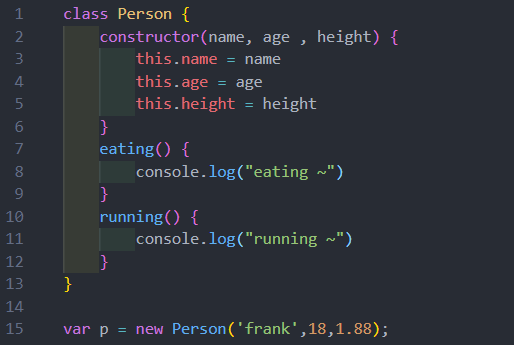 1 class Person {
2 constructor(name, age , height) {
3 this.name = name
4 this.age = age
5 this.height = height
6 }
7 eating() {
8 console.log("eating ~")
9 }
10 running() {
11 console.log("running ~")
12 }
13 }
14
15 var p = new Person('frank',18,1.88);